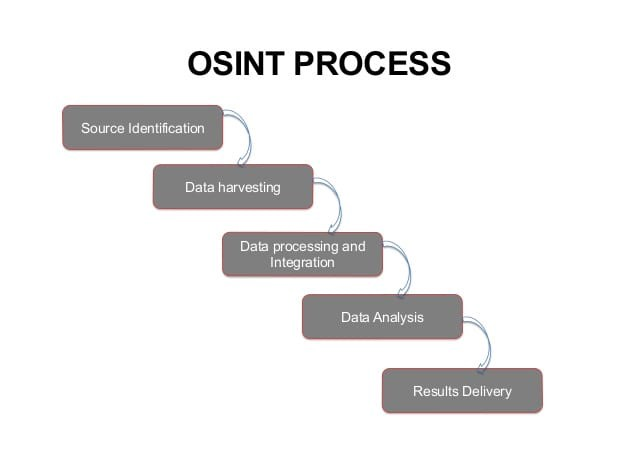 OSINT PROCESS
Source Identification
Data harvesting
Data processing and
Integration
Data Analysis
Results Delivery